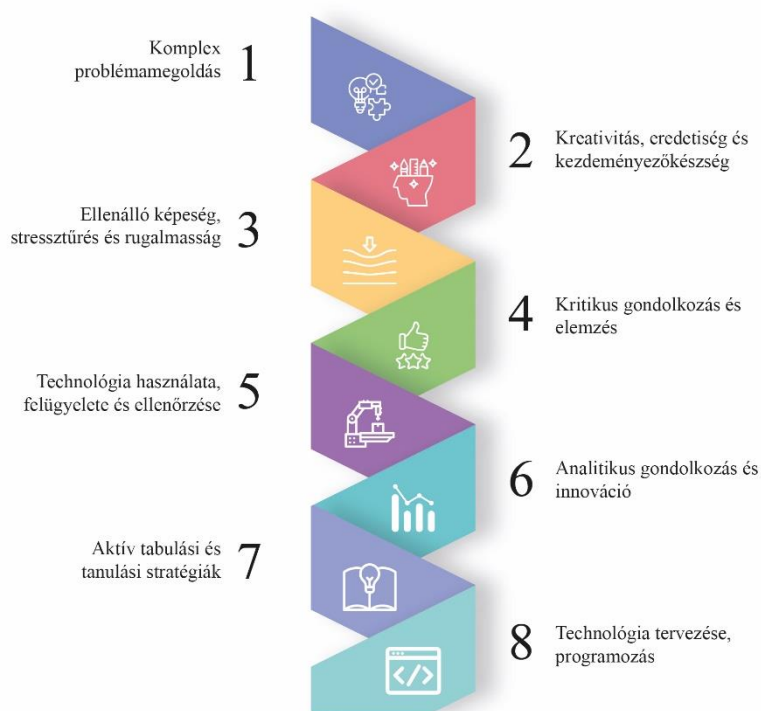 1
Komplex
problémamegoldás
2
Kreativitás, eredetiség és
kezdeményezőkészség
3
Ellenálló képeség,
stressztűrés és rugalmasság
4
Kritikus gondolkozás és
elemzés
5
Technológia használata,
felügyelete és ellenőrzése
6
Analitikus gondolkozás és
innováció
7
Aktív tabulási és
tanulási stratégiák
8
Technológia tervezése,
programozás